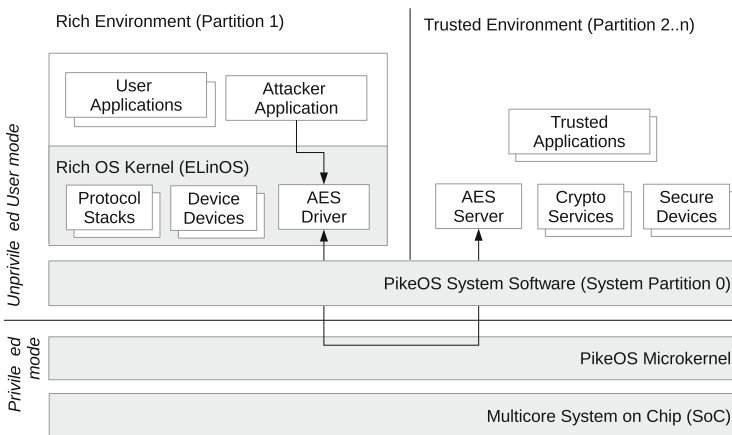 Rich Environment (Partition 1)
Trusted Environment (Partition 2..n)
User
Applications
Attacker
Application
Trusted
Applications
Rich OS Kernel (ELinOS)
Protocol
Stacks
Device
Devices
AES
Driver
AES
Server
Crypto
Services
Secure
Devices
Unprivile ed User mode
PikeOS System Software (System Partition 0)
Privile ed
mode
PikeOS Microkernel
Multicore System on Chip (SoC)